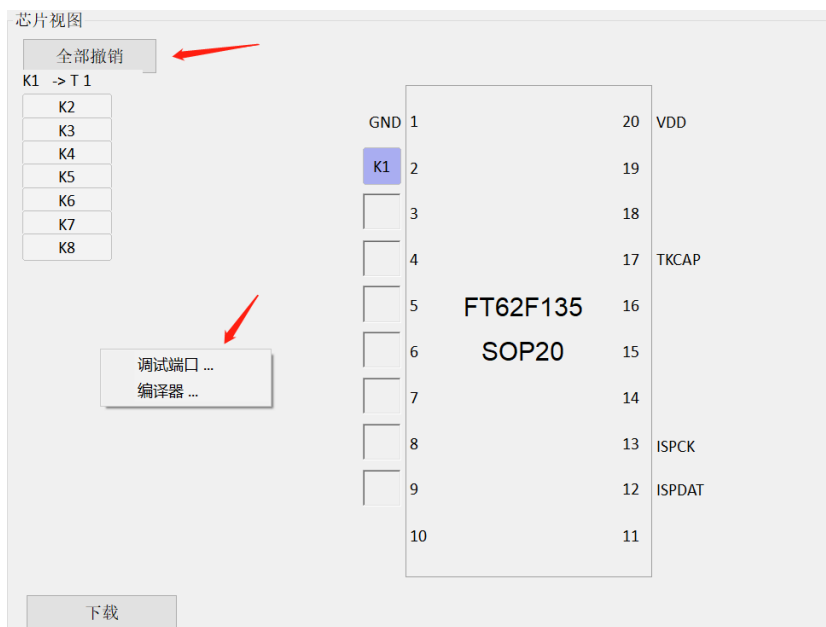 芯片视图
全部撤销
K1 -> T 1
K2
K3
K4
K5
K6
K7
K8
GND 1 20 VDD
K1 2 19
3 18
4 17 TKCAP
5 FT62F135 16
6 SOP20 15
调试端口 ...
编译器 ...
7 14
8 13 ISPCK
9 12 ISPDAT
10 11
下载